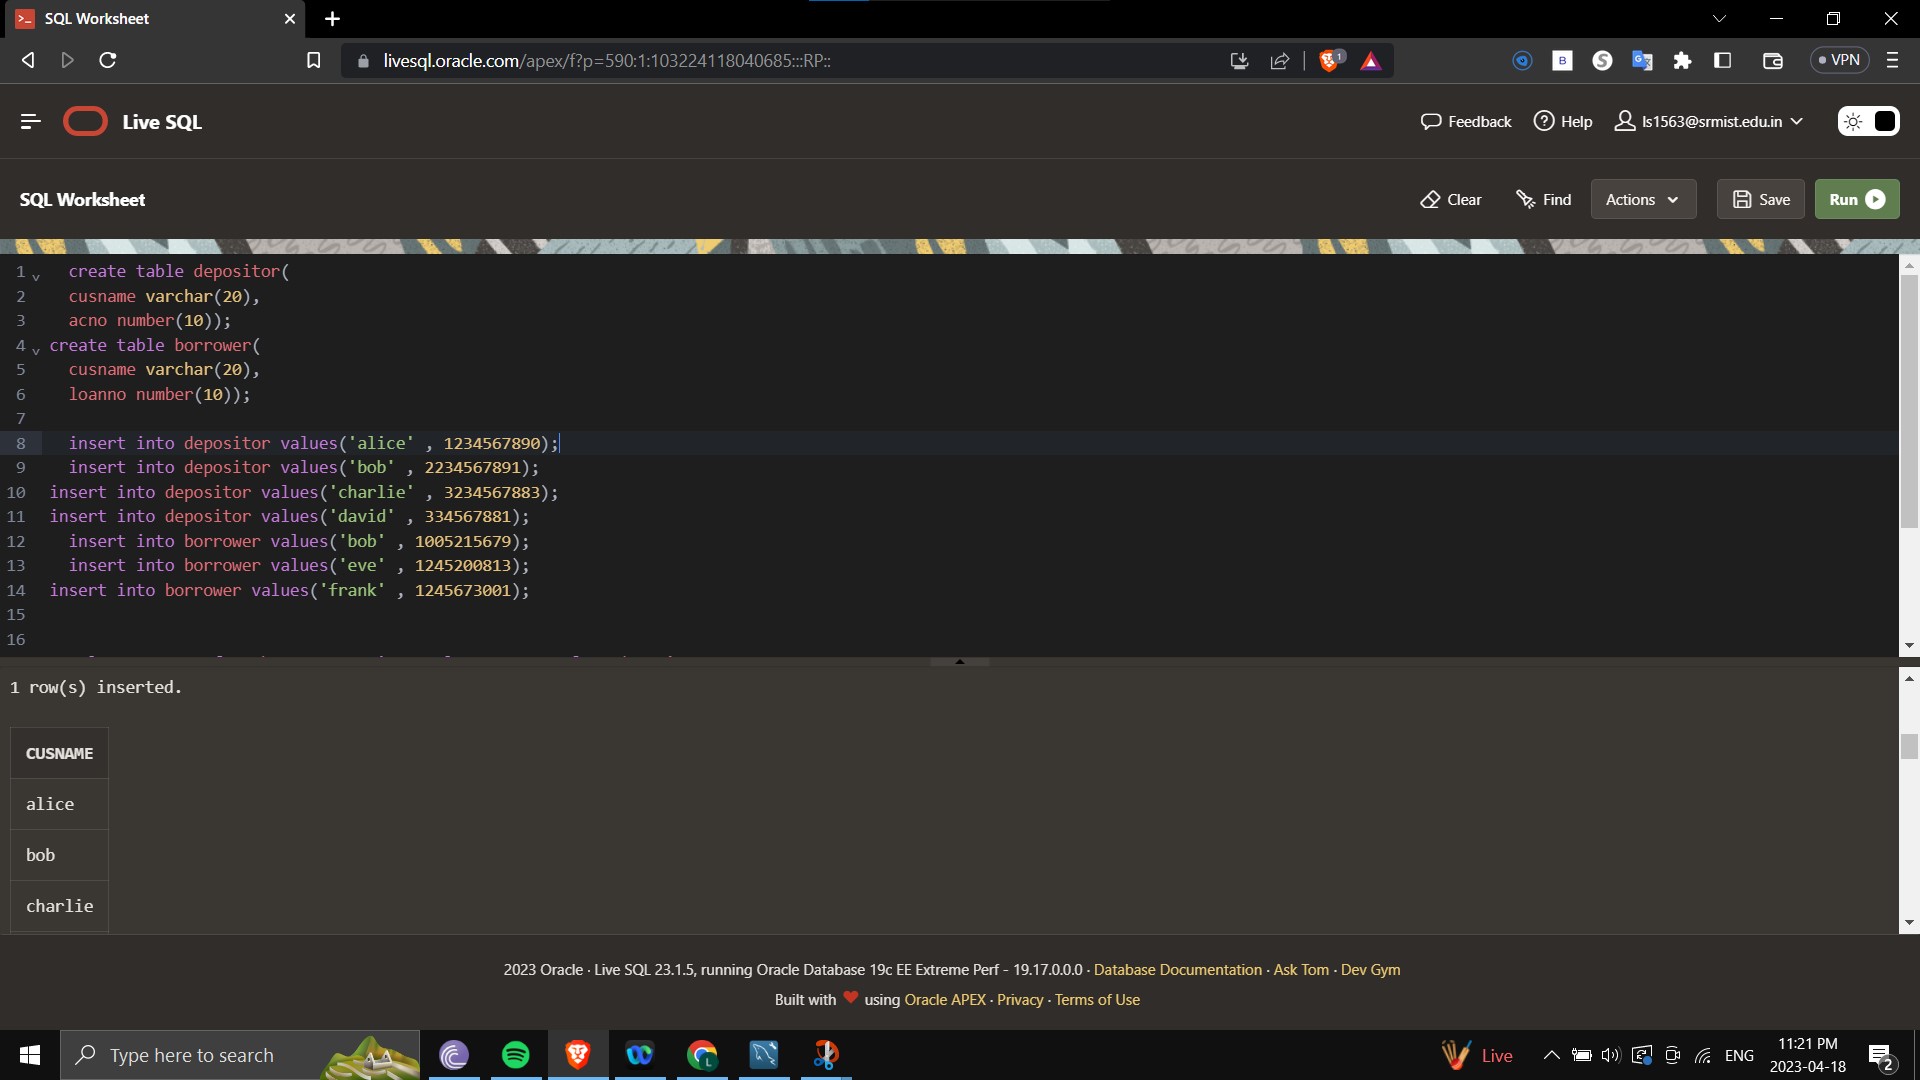 SQL Worksheet
livesql.oracle.com/apex/f?p=590:1:103224118040685:::RP::
1
B
VPN
Live SQL
Feedback
Help
ls1563@srmist.edu.in
SQL Worksheet
Clear
Find
Actions
Save
Run
1 create table depositor(
2 cusname varchar(20),
3 acno number(10));
4 create table borrower(
5 cusname varchar(20),
6 loanno number(10));
7
8 insert into depositor values('alice' , 1234567890);
9 insert into depositor values('bob' , 2234567891);
10 insert into depositor values('charlie' , 3234567883);
11 insert into depositor values('david' , 334567881);
12 insert into borrower values('bob' , 1005215679);
13 insert into borrower values('eve' , 1245200813);
14 insert into borrower values('frank' , 1245673001);
15
16
1 row(s) inserted.
CUSNAME
alice
bob
charlie
2023 Oracle · Live SQL 23.1.5, running Oracle Database 19c EE Extreme Perf - 19.17.0.0.0 · Database Documentation · Ask Tom · Dev Gym
Built with ❤ using Oracle APEX · Privacy · Terms of Use
Type here to search
L
Live
ENG
11:21 PM
2023-04-18
2